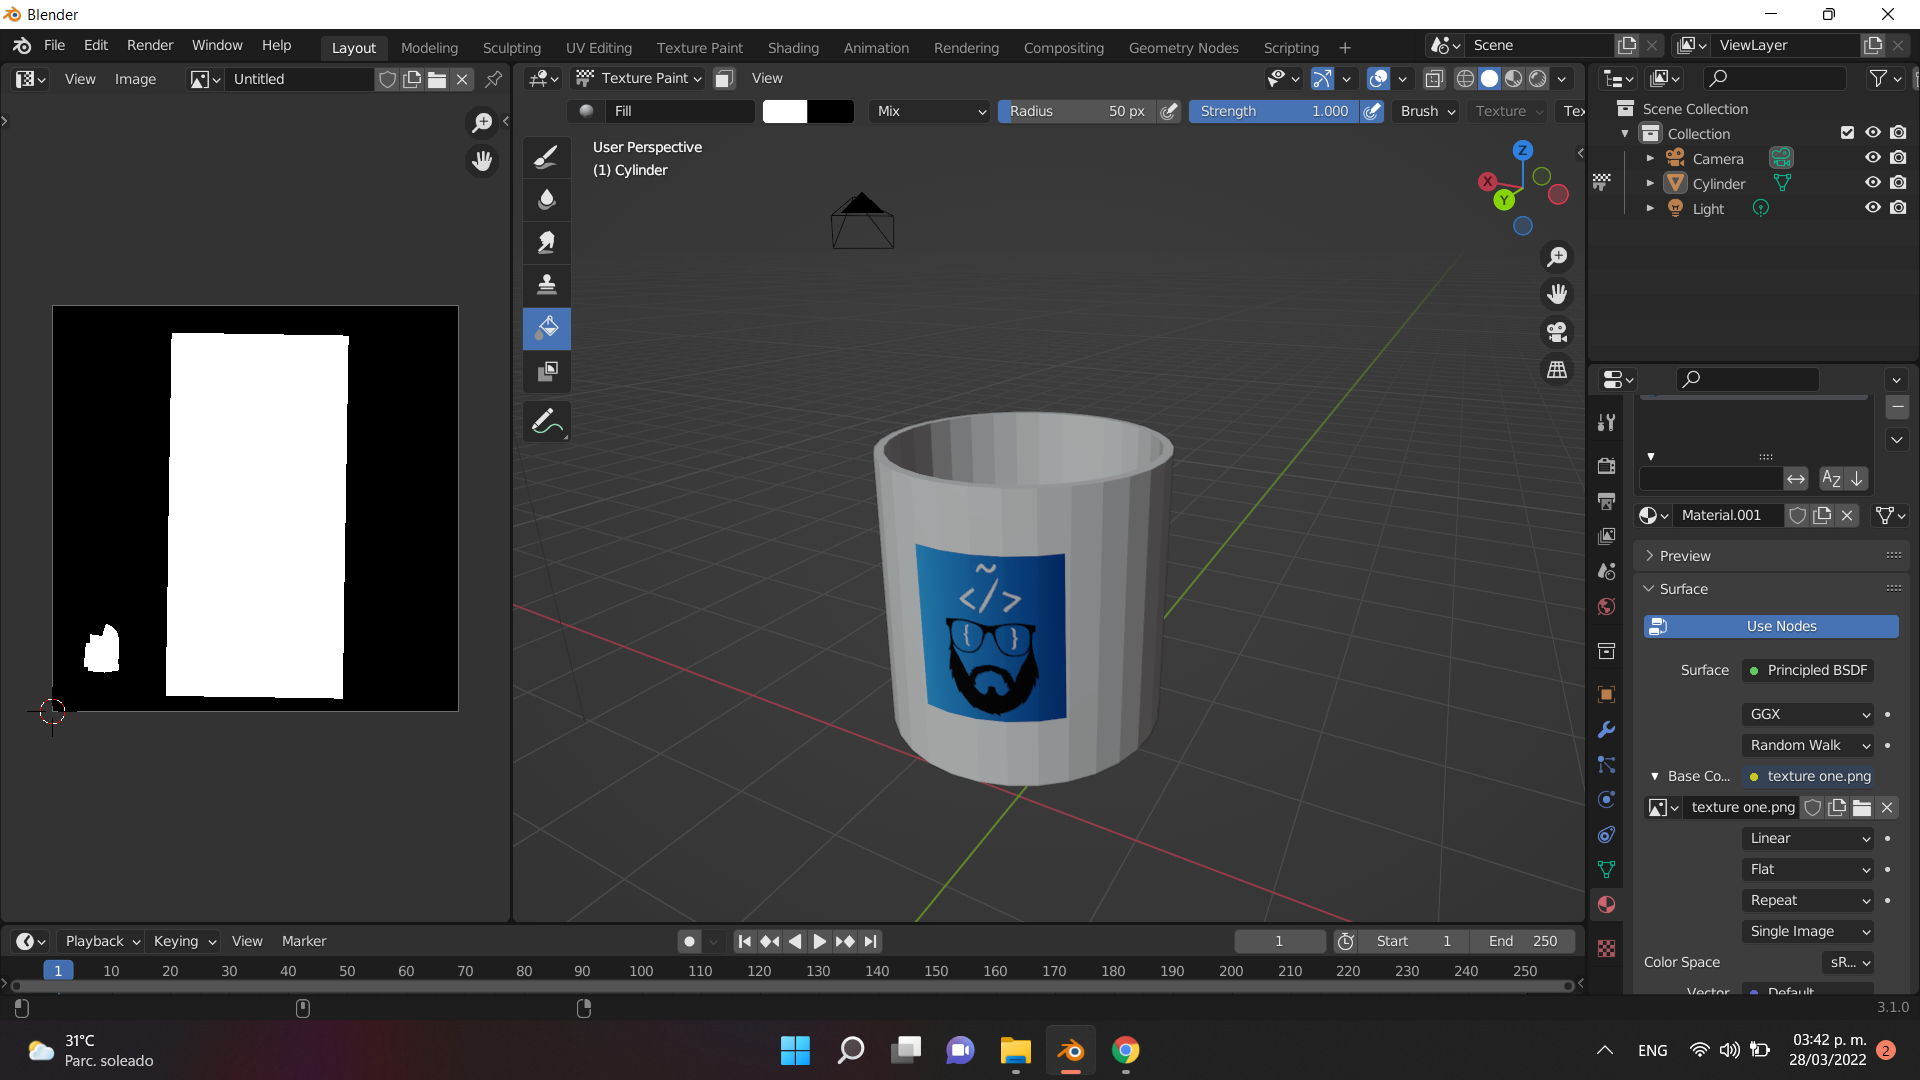 Blender
File Edit Render Window Help Layout Modeling Sculpting UV Editing Texture Paint Shading Animation Rendering Compositing Geometry Nodes Scripting + Scene ViewLayer
View Image Untitled Texture Paint View
Fill Mix Radius 50 px Strength 1.000 Brush Texture Tex
User Perspective
(1) Cylinder
Z
X
Y
~
</>
{ }
Scene Collection
Collection
Camera
Cylinder
Light
Material.001
Preview
Surface
Use Nodes
Surface Principled BSDF
GGX
Random Walk
Base Co... texture one.png
texture one.png
Linear
Flat
Repeat
Single Image
Color Space sR...
Vector Default
Playback Keying View Marker 1 Start 1 End 250
1 10 20 30 40 50 60 70 80 90 100 110 120 130 140 150 160 170 180 190 200 210 220 230 240 250
3.1.0
31°C
Parc. soleado
ENG
03:42 p. m.
28/03/2022
2